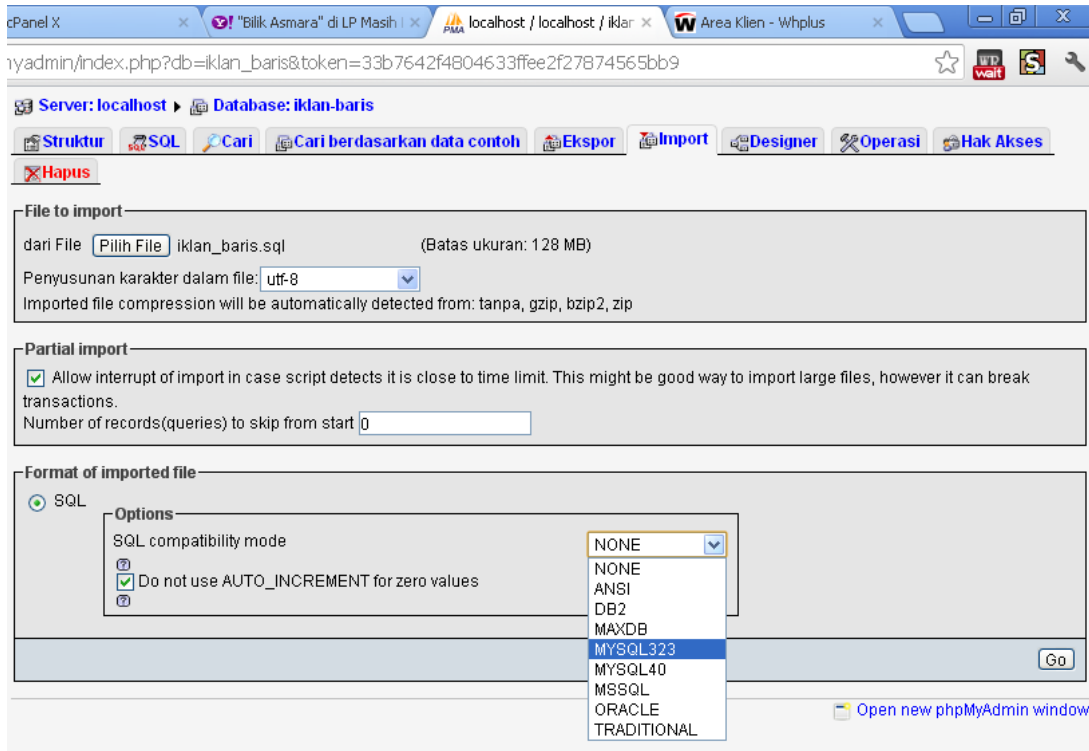 cPanel X
"Bilik Asmara" di LP Masih
localhost / localhost / iklan
Area Klien - Whplus
nyadmin/index.php?db=iklan_baris&token=33b7642f4804633ffee2f27874565bb9
Server: localhost Database: iklan-baris
Struktur SQL Cari Cari berdasarkan data contoh Ekspor Import Designer Operasi Hak Akses
Hapus
File to import
dari File Pilih File iklan_baris.sql (Batas ukuran: 128 MB)
Penyusunan karakter dalam file: utf-8
Imported file compression will be automatically detected from: tanpa, gzip, bzip2, zip
Partial import
Allow interrupt of import in case script detects it is close to time limit. This might be good way to import large files, however it can break
transactions.
Number of records(queries) to skip from start 0
Format of imported file
SQL
Options
SQL compatibility mode NONE
Do not use AUTO_INCREMENT for zero values
NONE
ANSI
DB2
MAXDB
MYSQL323
MYSQL40
MSSQL
ORACLE
TRADITIONAL
Go
Open new phpMyAdmin window